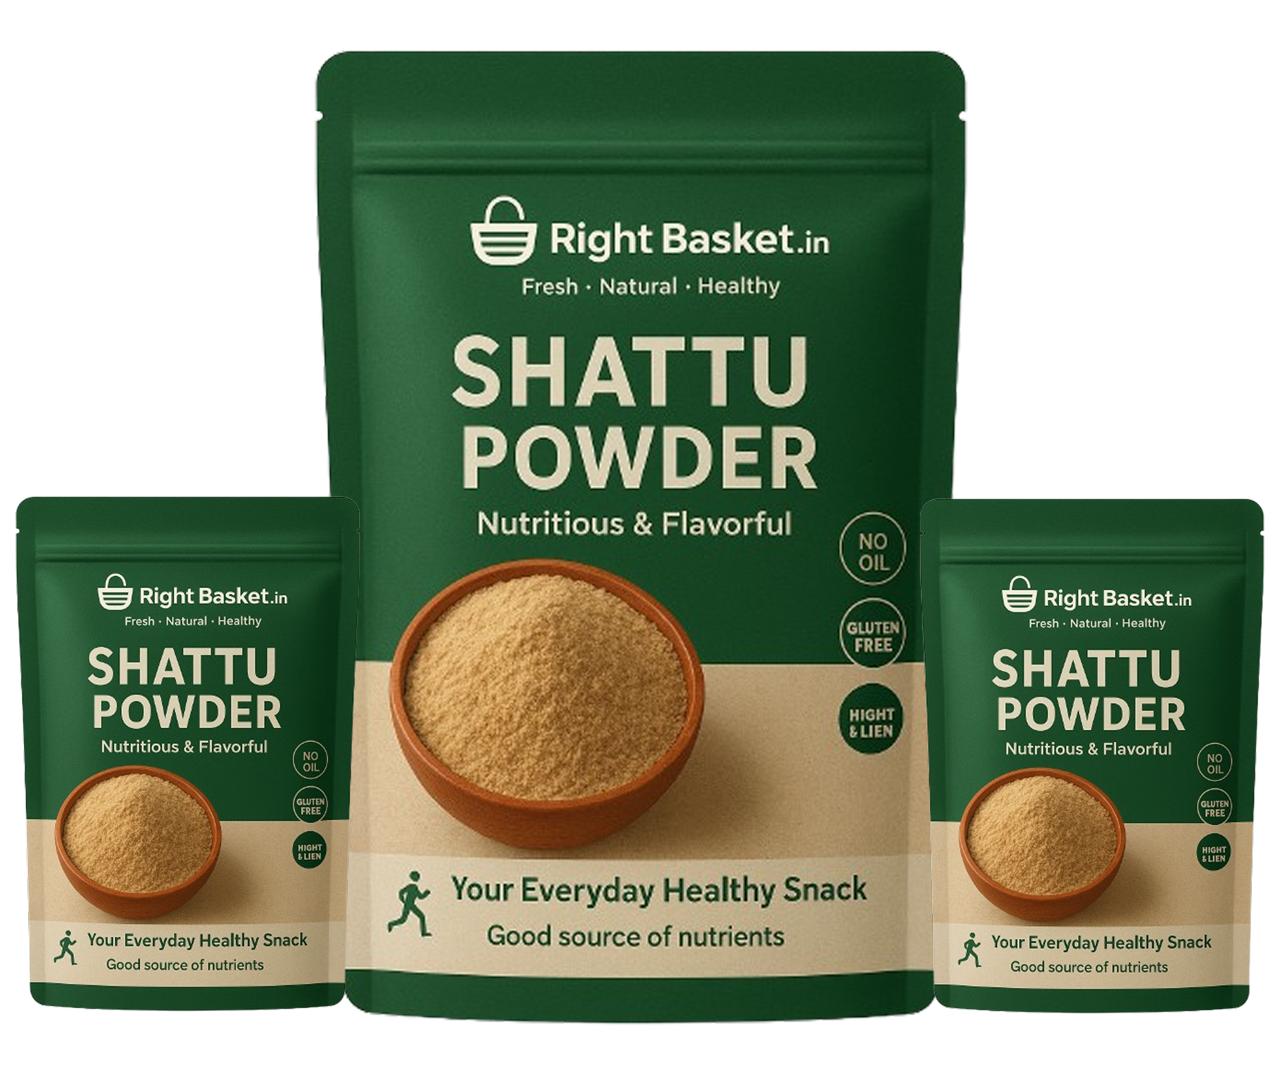 Right Basket.in
Fresh · Natural · Healthy
SHATTU
POWDER
Nutritious & Flavorful
NO
OIL
GLUTEN
FREE
HIGHT
& LIEN
Your Everyday Healthy Snack
Good source of nutrients
Right Basket.in
Fresh · Natural · Healthy
SHATTU
POWDER
Nutritious & Flavorful
NO
OIL
GLUTEN
FREE
HIGHT
& LIEN
Your Everyday Healthy Snack
Good source of nutrients
Right Basket.in
Fresh · Natural · Healthy
SHATTU
POWDER
Nutritious & Flavorful
NO
OIL
GLUTEN
FREE
HIGHT
& LIEN
Your Everyday Healthy Snack
Good source of nutrients